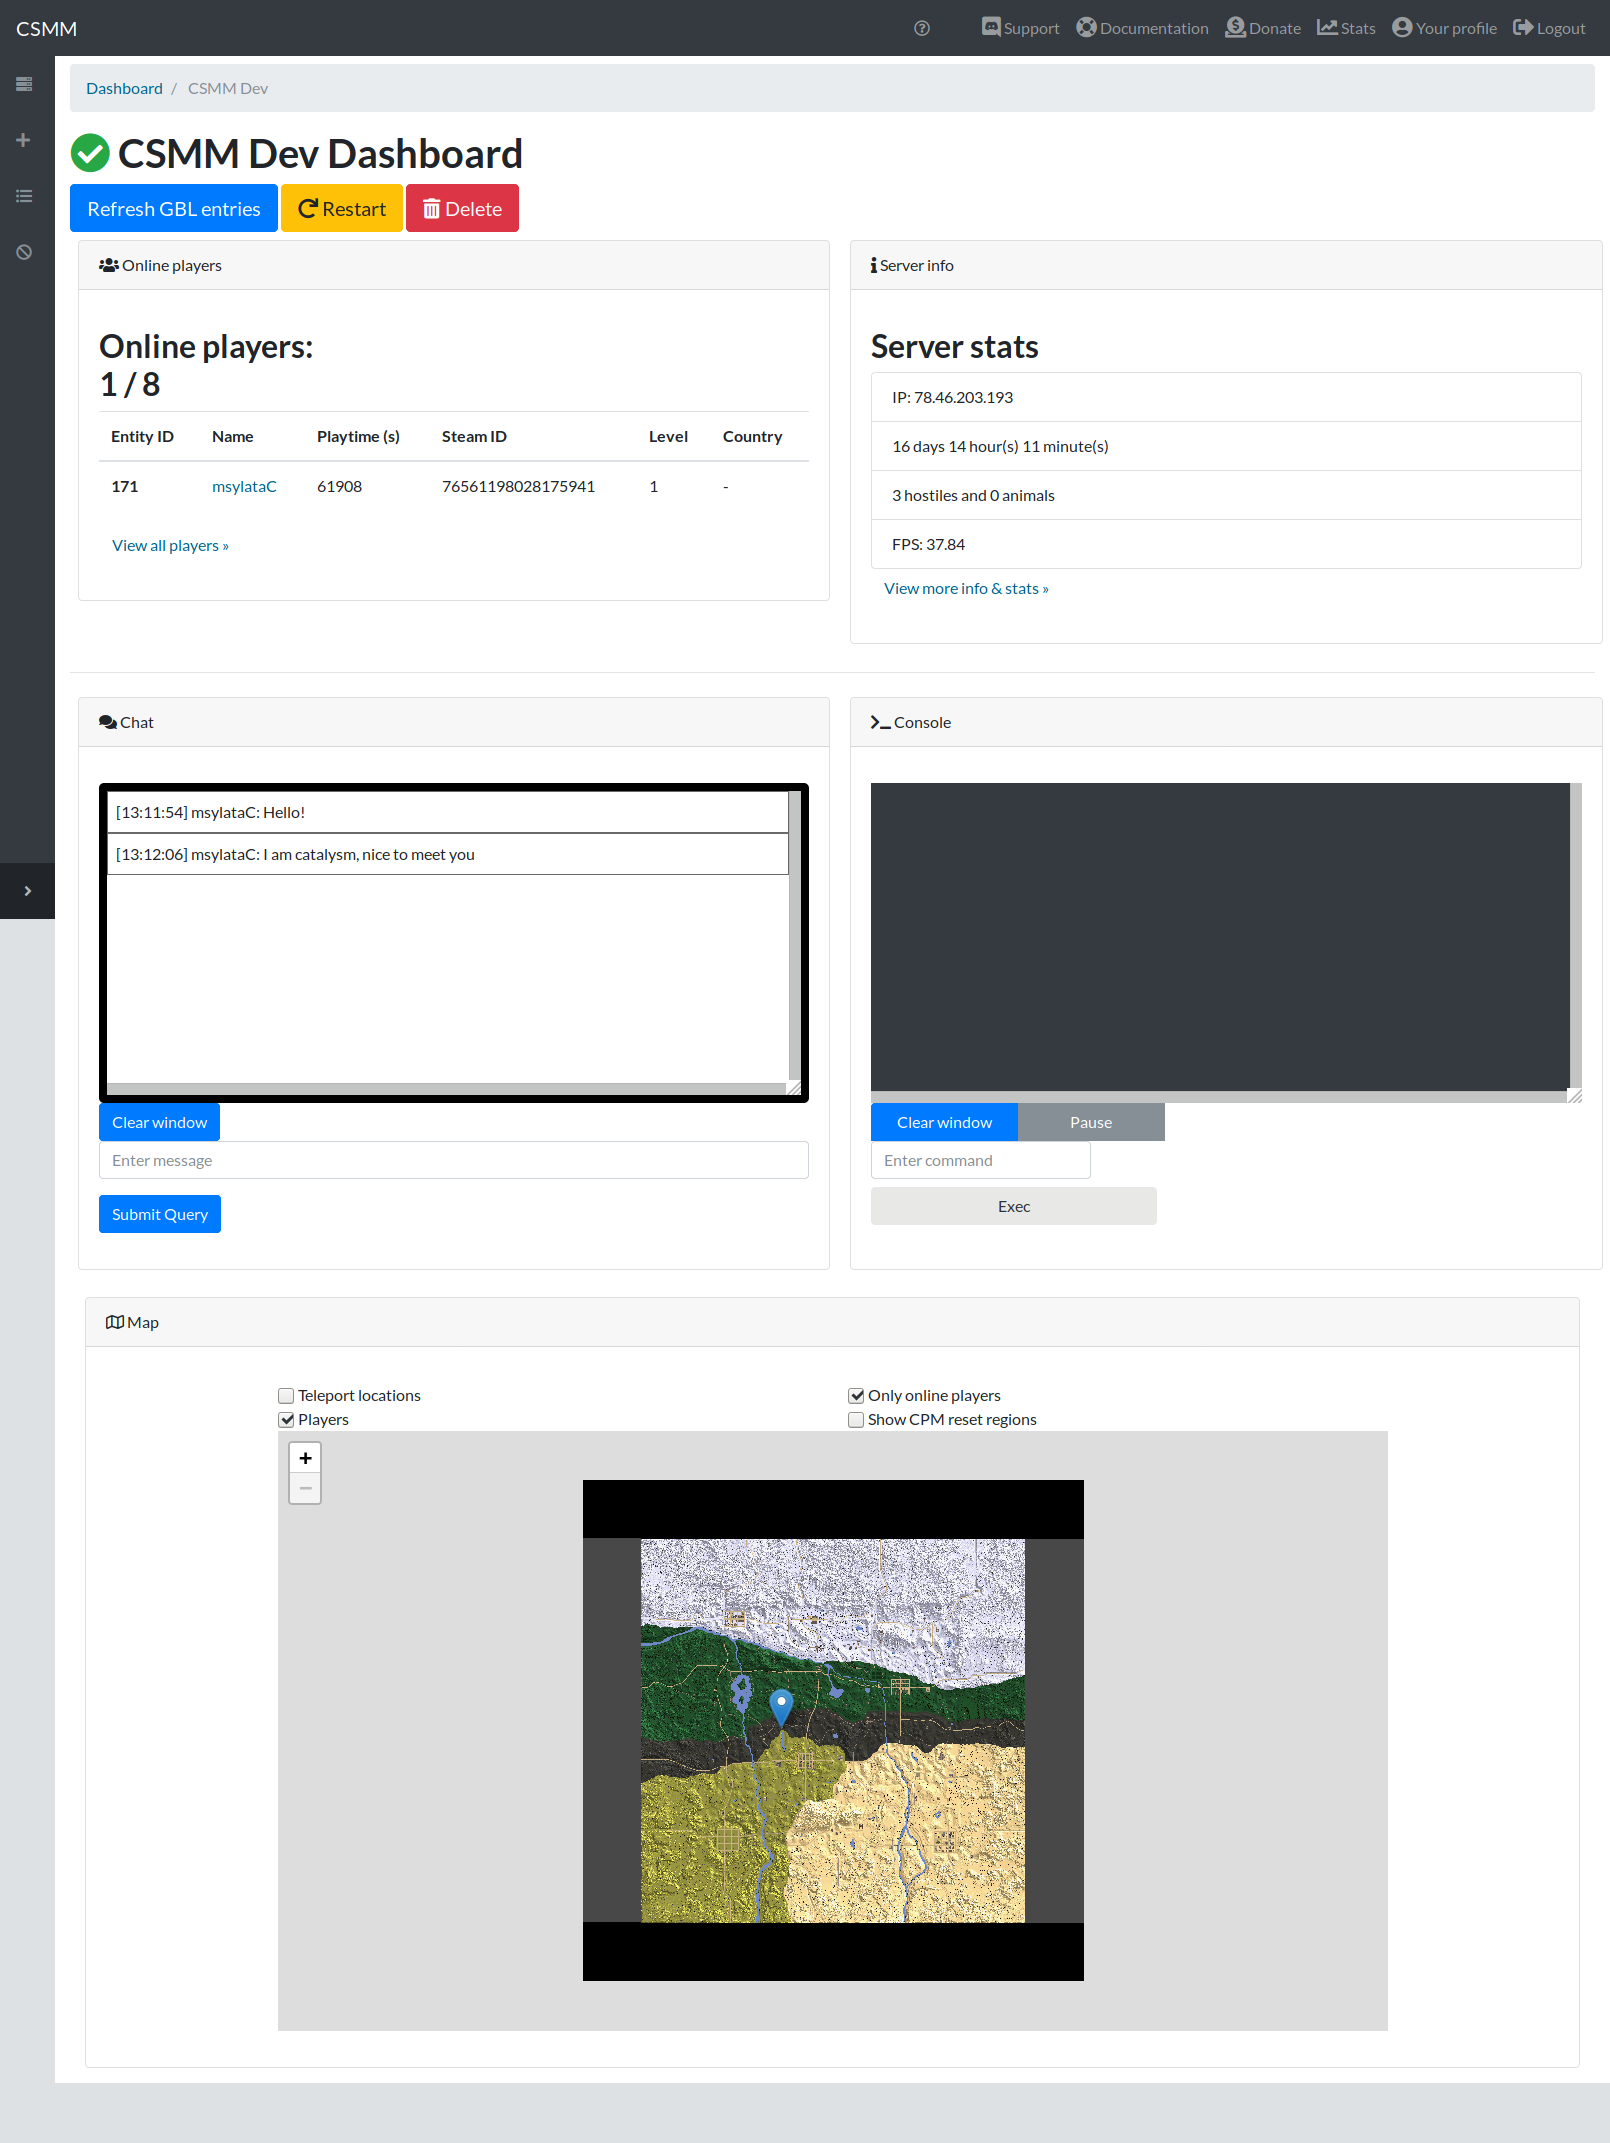 CSMM
Support Documentation Donate Stats Your profile Logout
Dashboard / CSMM Dev
CSMM Dev Dashboard
Refresh GBL entries Restart Delete
Online players
Online players:
1 / 8
Entity ID Name Playtime (s) Steam ID Level Country
171 msylataC 61908 76561198028175941 1 -
View all players »
Server info
Server stats
IP: 78.46.203.193
16 days 14 hour(s) 11 minute(s)
3 hostiles and 0 animals
FPS: 37.84
View more info & stats »
Chat
[13:11:54] msylataC: Hello!
[13:12:06] msylataC: I am catalysm, nice to meet you
Clear window
Enter message
Submit Query
Console
Clear window Pause
Enter command
Exec
Map
Teleport locations Only online players
Players Show CPM reset regions
+
−